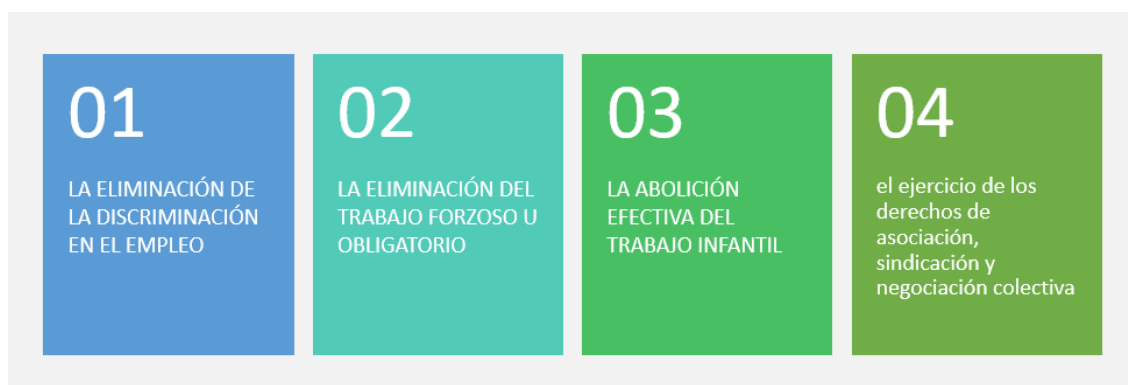 01
LA ELIMINACIÓN DE
LA DISCRIMINACIÓN
EN EL EMPLEO
02
LA ELIMINACIÓN DEL
TRABAJO FORZOSO U
OBLIGATORIO
03
LA ABOLICIÓN
EFECTIVA DEL
TRABAJO INFANTIL
04
el ejercicio de los
derechos de
asociación,
sindicación y
negociación colectiva